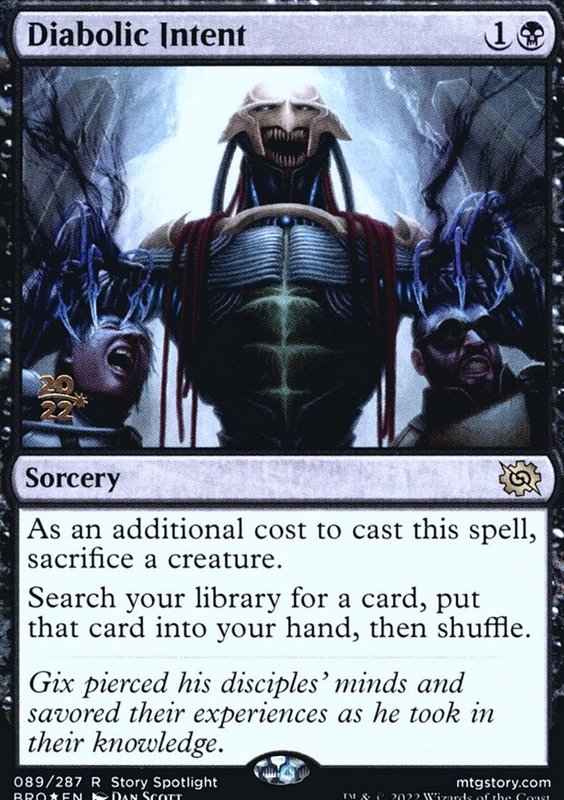 Diabolic Intent 1
20
22
Sorcery
As an additional cost to cast this spell,
sacrifice a creature.
Search your library for a card, put
that card into your hand, then shuffle.
Gix pierced his disciples' minds and
savored their experiences as he took in
their knowledge.
089/287 R Story Spotlight mtgstory.com
BRO★EN Dan Scott ™ & © 2022 Wizards of the Coast